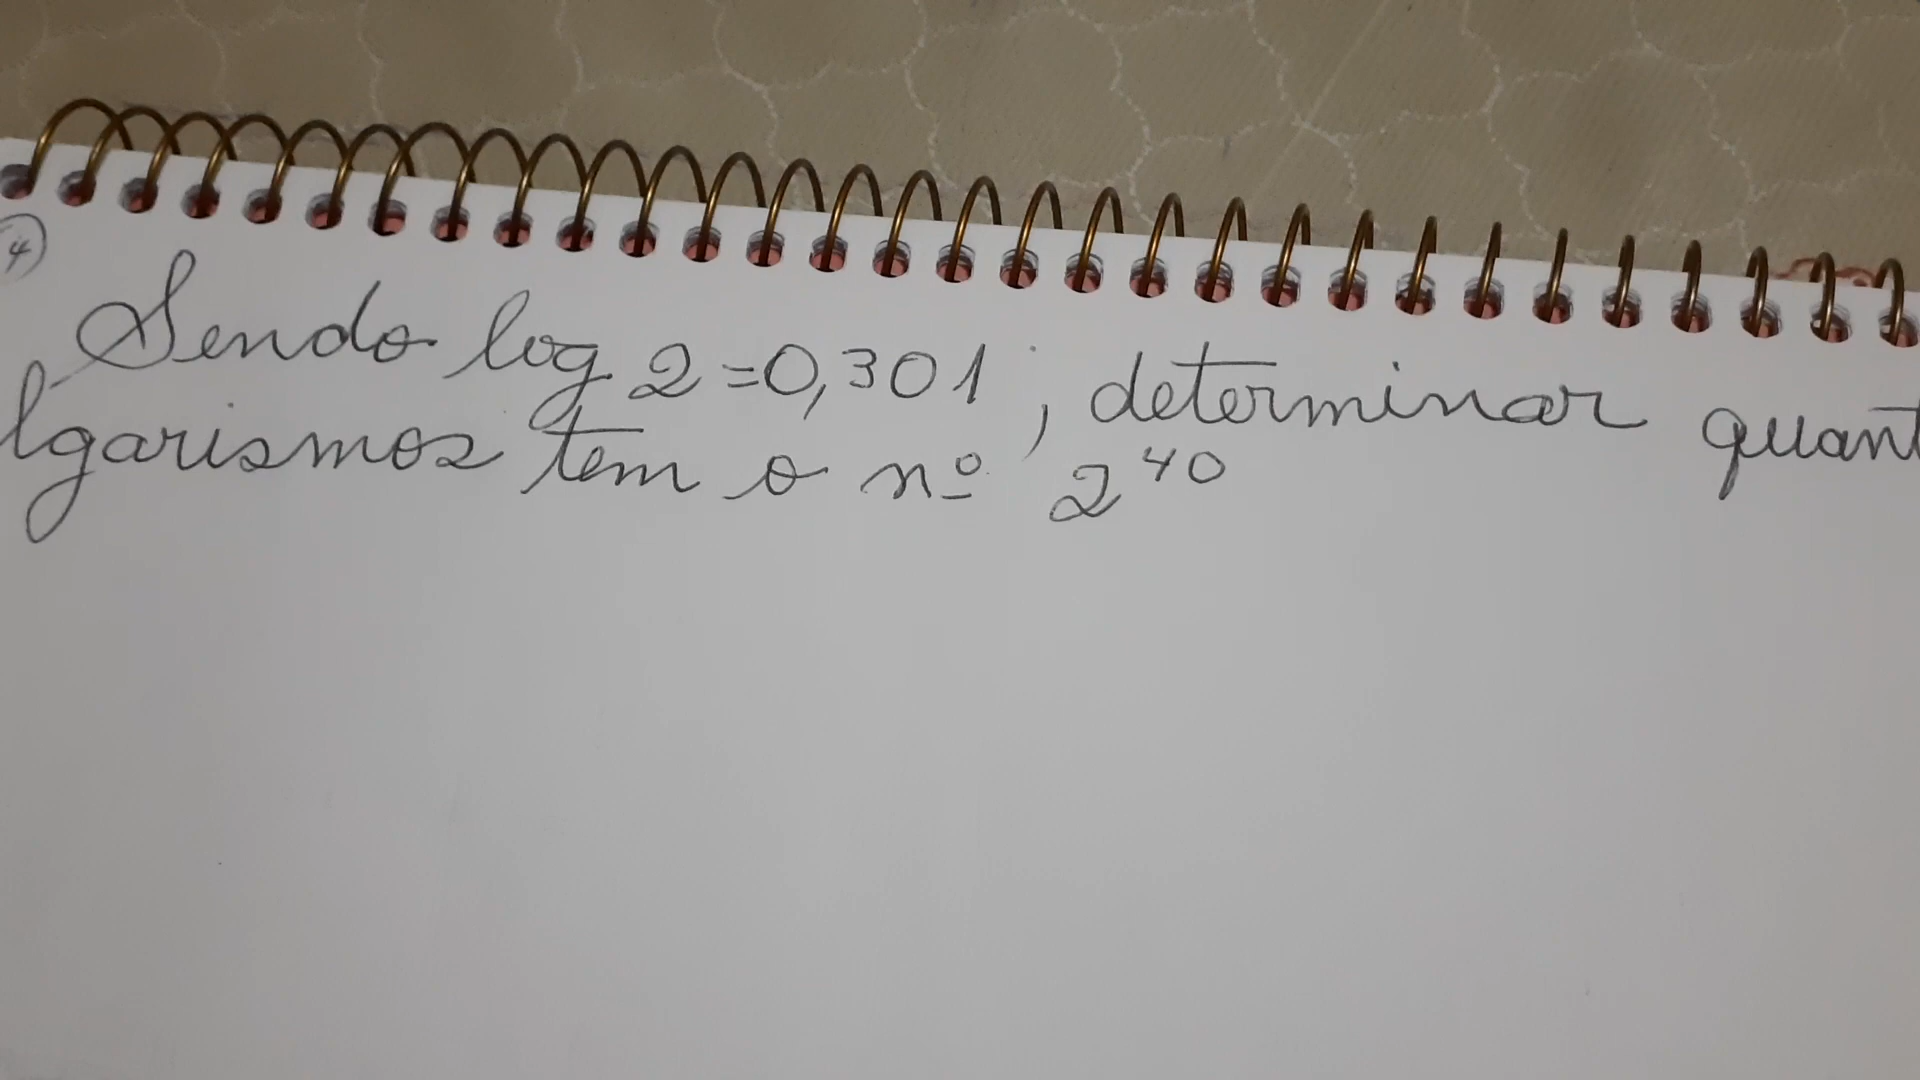 4)
Sendo log 2 = 0,301, determinar quant
lgarismos tem o nº 2⁴⁰